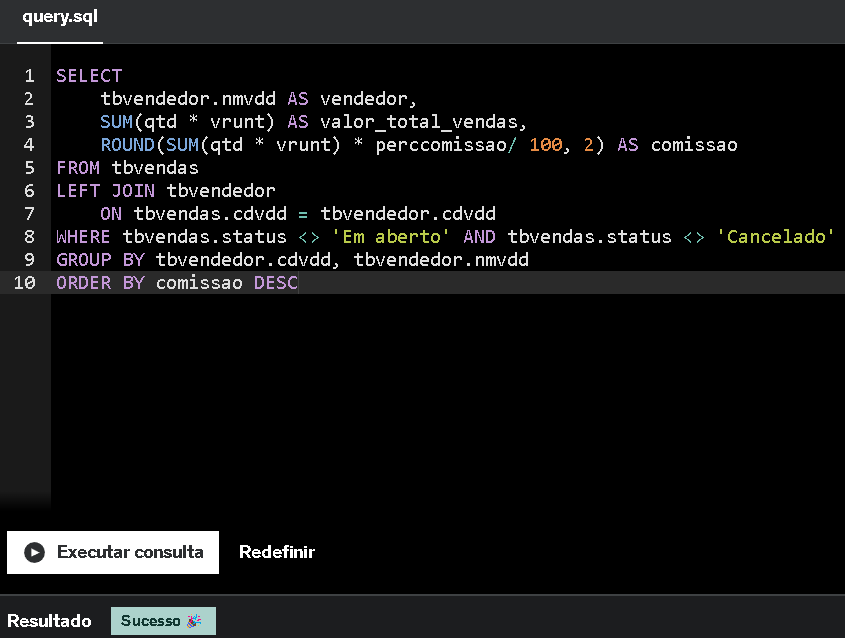 query.sql
1 SELECT
2 tbvendedor.nmvdd AS vendedor,
3 SUM(qtd * vrunt) AS valor_total_vendas,
4 ROUND(SUM(qtd * vrunt) * perccomissao/ 100, 2) AS comissao
5 FROM tbvendas
6 LEFT JOIN tbvendedor
7 ON tbvendas.cdvdd = tbvendedor.cdvdd
8 WHERE tbvendas.status <> 'Em aberto' AND tbvendas.status <> 'Cancelado'
9 GROUP BY tbvendedor.cdvdd, tbvendedor.nmvdd
10 ORDER BY comissao DESC
Executar consulta Redefinir
Resultado Sucesso 🎉